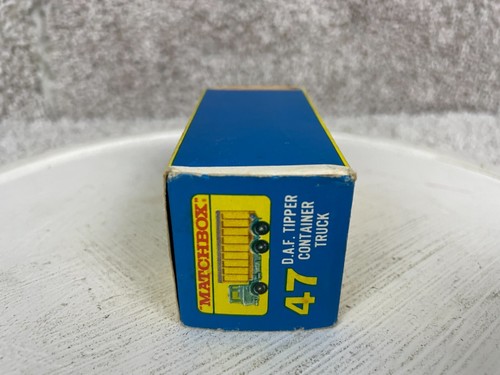 MATCHBOX
47
D.A.F. TIPPER
CONTAINER
TRUCK